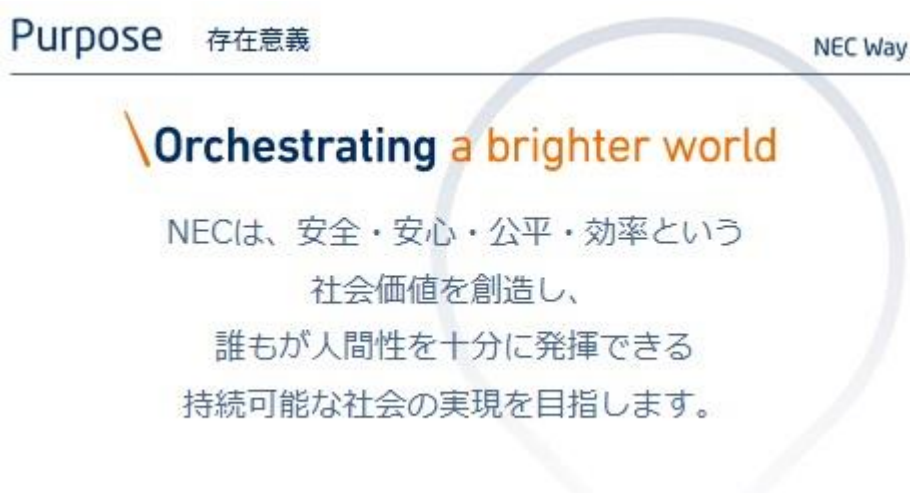 Purpose 存在意義 NEC Way
\Orchestrating a brighter world
NECは、安全・安心・公平・効率という
社会価値を創造し、
誰もが人間性を十分に発揮できる
持続可能な社会の実現を目指します。